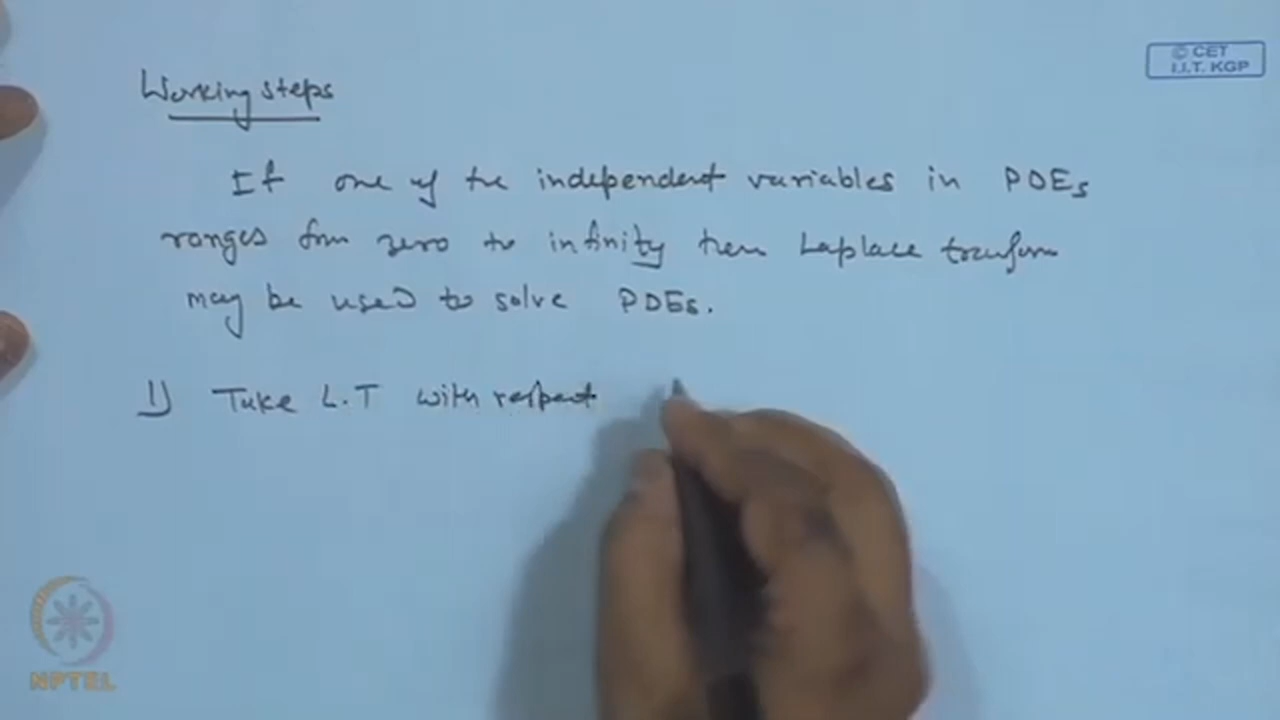 © CET
I.I.T. KGP
Working steps
If one of the independent variables in PDEs
ranges from zero to infinity then Laplace transform
may be used to solve PDEs.
1) Take L.T with respect
NPTEL